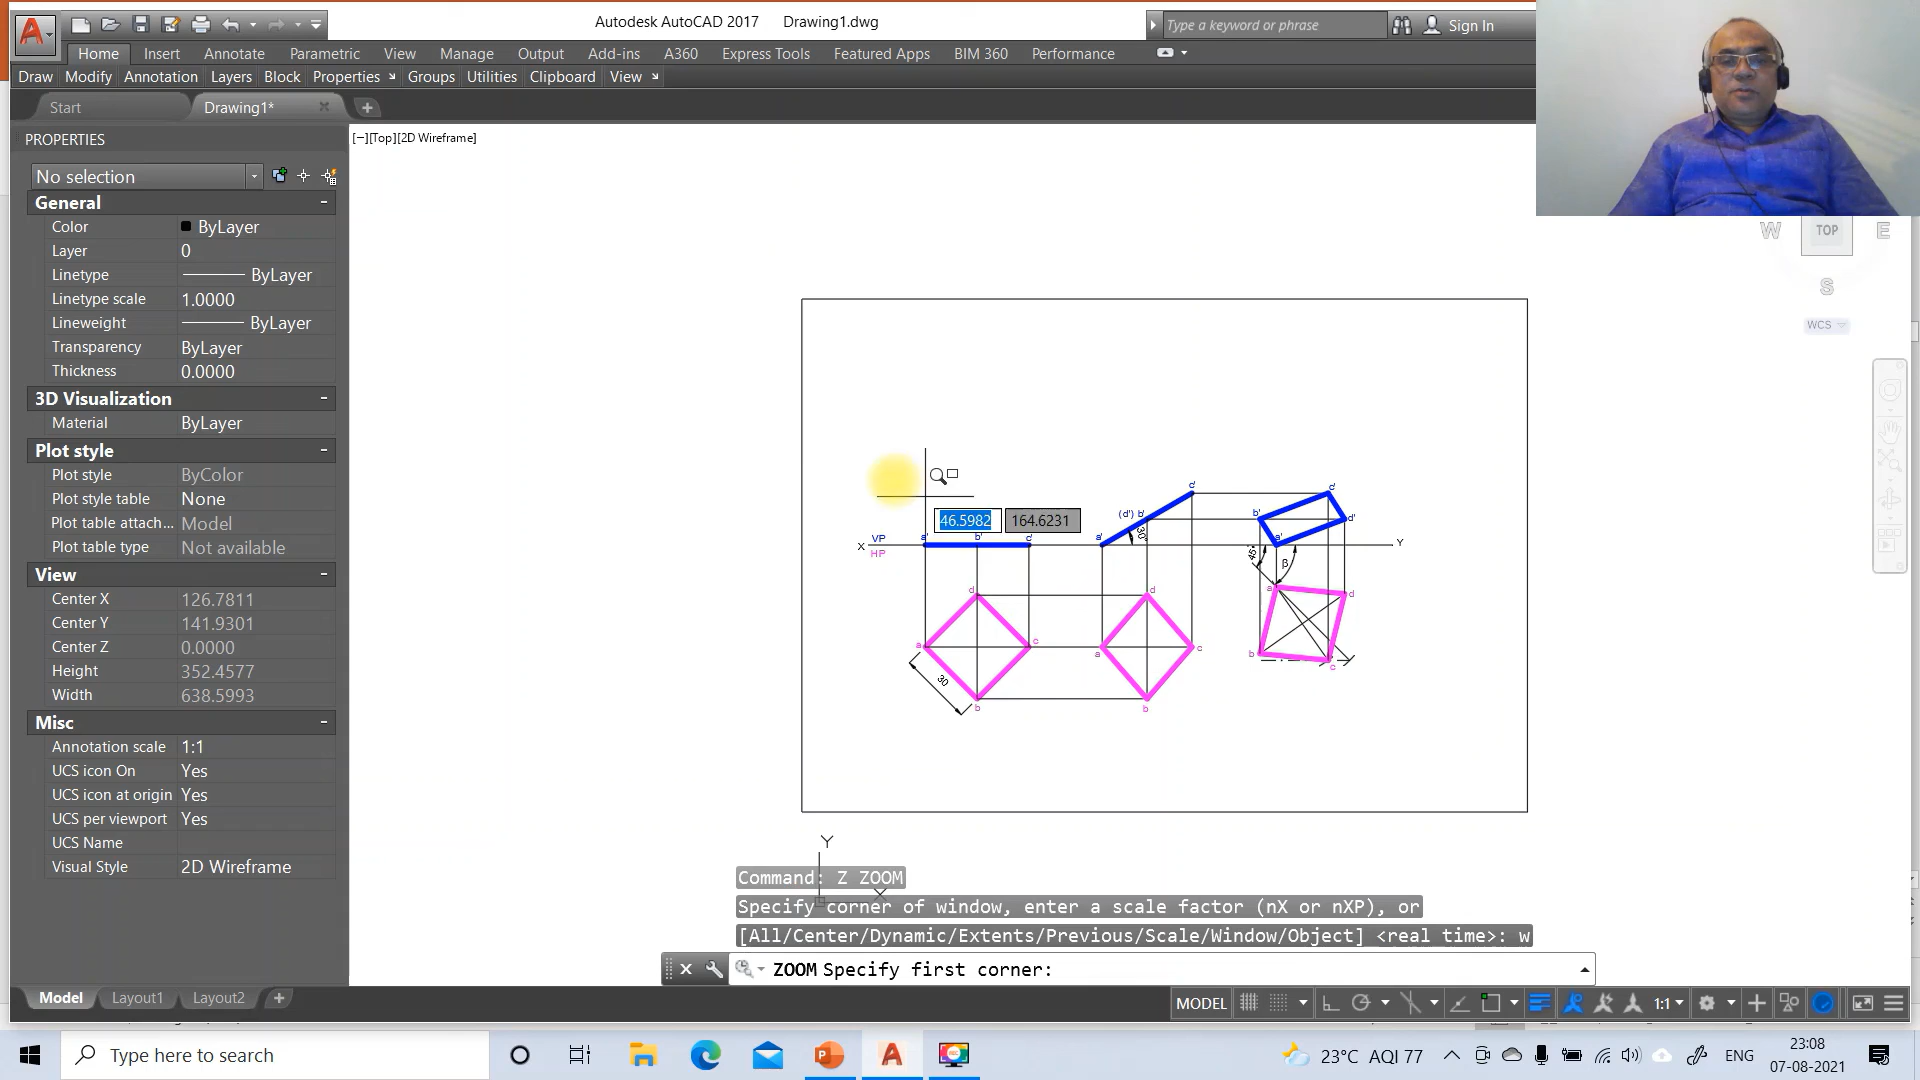 Autodesk AutoCAD 2017 Drawing1.dwg
Type a keyword or phrase
Sign In
Home Insert Annotate Parametric View Manage Output Add-ins A360 Express Tools Featured Apps BIM 360 Performance
Draw Modify Annotation Layers Block Properties Groups Utilities Clipboard View
Start Drawing1*
PROPERTIES
[−][Top][2D Wireframe]
No selection
General
Color ByLayer
Layer 0
Linetype ByLayer
Linetype scale 1.0000
Lineweight ByLayer
Transparency ByLayer
Thickness 0.0000
3D Visualization
Material ByLayer
Plot style
Plot style ByColor
Plot style table None
Plot table attach... Model
Plot table type Not available
View
Center X 126.7811
Center Y 141.9301
Center Z 0.0000
Height 352.4577
Width 638.5993
Misc
Annotation scale 1:1
UCS icon On Yes
UCS icon at origin Yes
UCS per viewport Yes
UCS Name
Visual Style 2D Wireframe
W TOP E
S
WCS
c' c'
(d') b' b' d'
46.5982 164.6231
X VP a' b' c' a' 30° a' Y
HP
45° β
d d a d
a c a c b c
30
b b
Y
X
Command: Z ZOOM
Specify corner of window, enter a scale factor (nX or nXP), or
[All/Center/Dynamic/Extents/Previous/Scale/Window/Object] <real time>: w
ZOOM Specify first corner:
Model Layout1 Layout2
MODEL 1:1
Type here to search
23°C AQI 77 ENG
23:08
07-08-2021